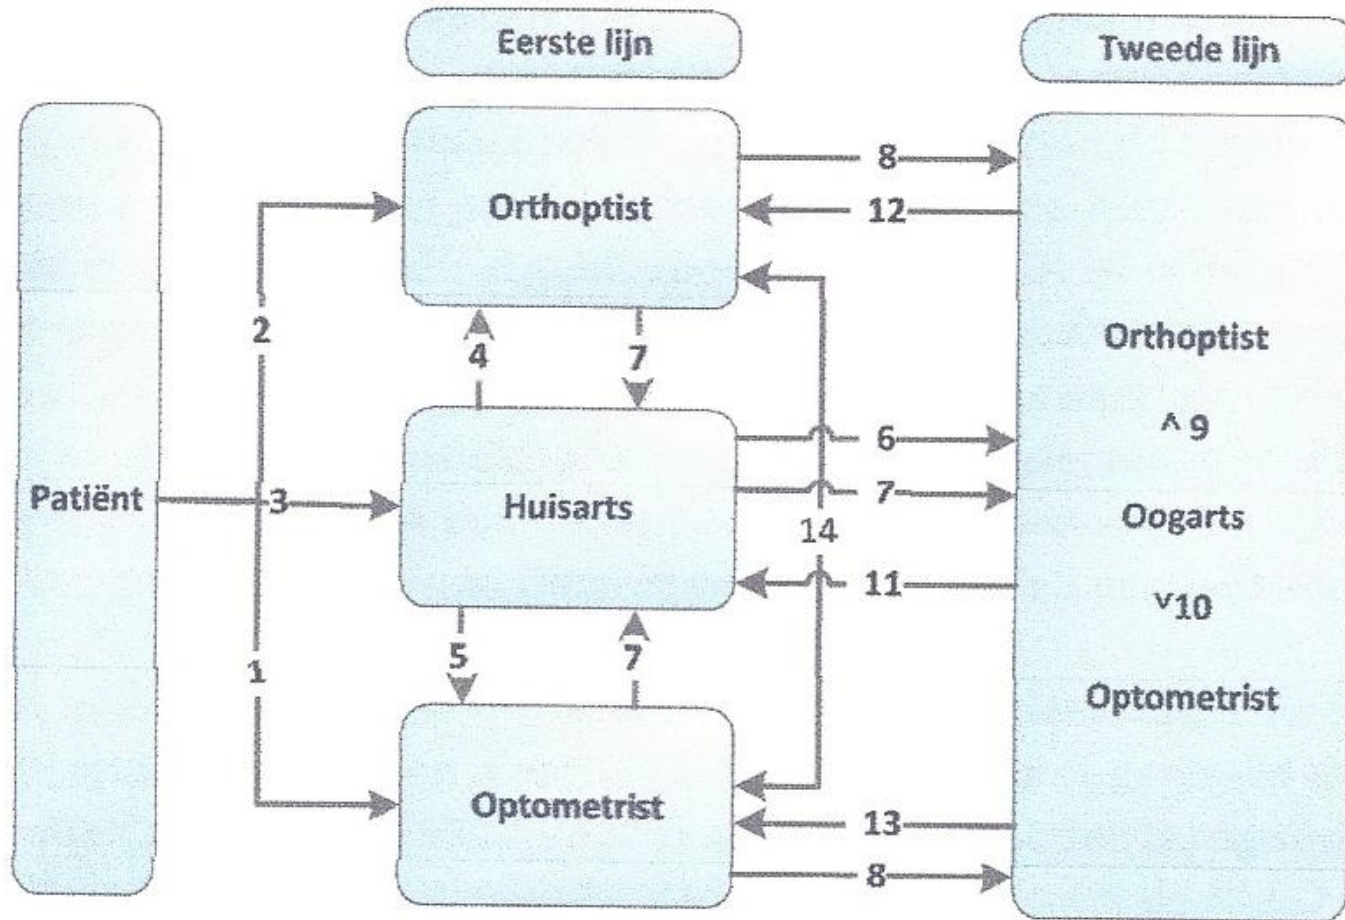 Eerste lijn
Tweede lijn
8
Orthoptist
12
2
4
7
Orthoptist
6
^ 9
Patiënt
3
Huisarts
7
Oogarts
14
11
˅10
1
5
7
Optometrist
Optometrist
13
8